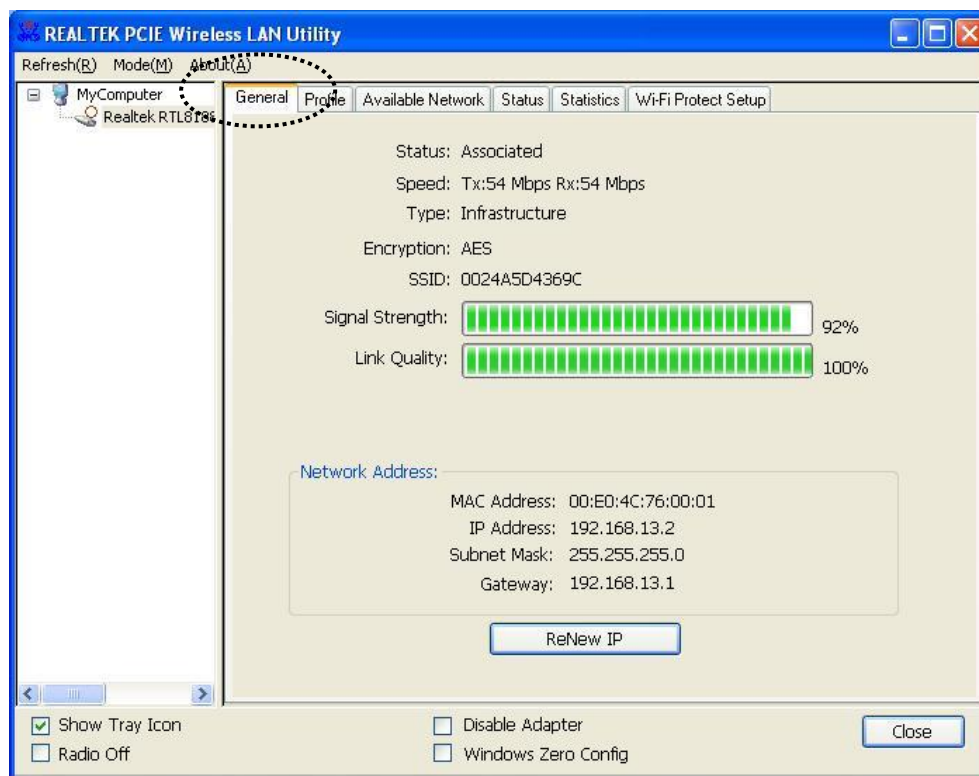 REALTEK PCIE Wireless LAN Utility
Refresh(R) Mode(M) About(A)
MyComputer
Realtek RTL8188
General Profile Available Network Status Statistics Wi-Fi Protect Setup
Status: Associated
Speed: Tx:54 Mbps Rx:54 Mbps
Type: Infrastructure
Encryption: AES
SSID: 0024A5D4369C
Signal Strength: 92%
Link Quality: 100%
Network Address:
MAC Address: 00:E0:4C:76:00:01
IP Address: 192.168.13.2
Subnet Mask: 255.255.255.0
Gateway: 192.168.13.1
ReNew IP
Show Tray Icon
Radio Off
Disable Adapter
Windows Zero Config
Close